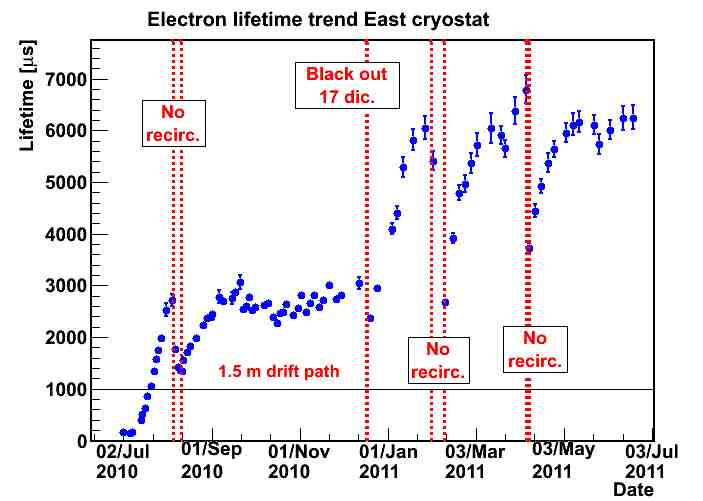 Electron lifetime trend East cryostat
Lifetime [μs]
7000
6000
5000
4000
3000
2000
1000
0
No
recirc.
Black out
17 dic.
No
recirc.
No
recirc.
1.5 m drift path
02/Jul
2010
01/Sep
2010
01/Nov
2010
01/Jan
2011
03/Mar
2011
03/May
2011
03/Jul
2011
Date